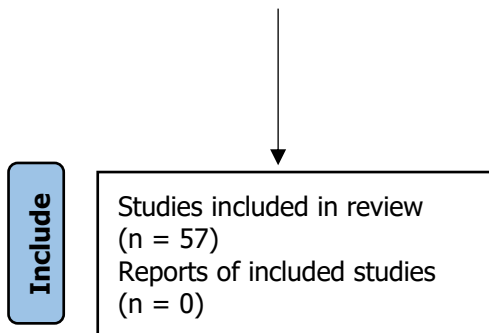 Include
Studies included in review
(n = 57)
Reports of included studies
(n = 0)